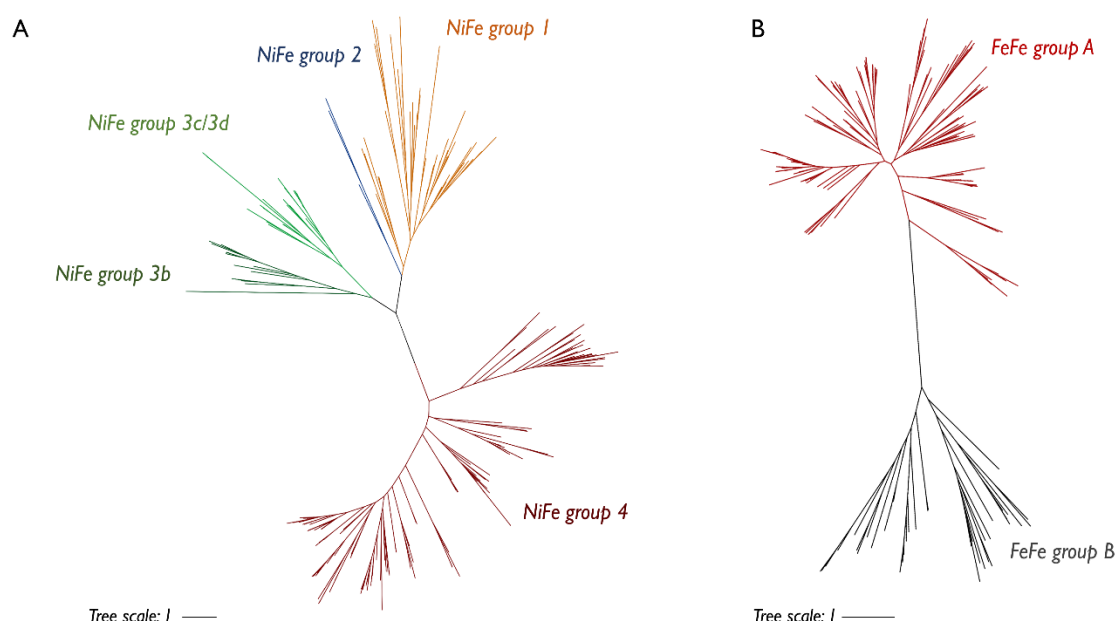 A
NiFe group 1
B
NiFe group 2
FeFe group A
NiFe group 3c/3d
NiFe group 3b
NiFe group 4
FeFe group B
Tree scale: 1
Tree scale: 1